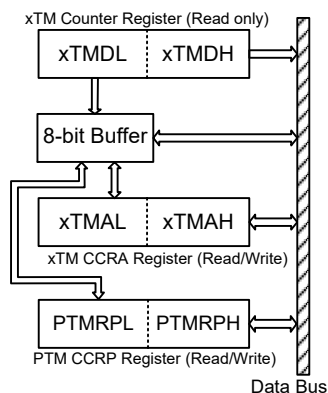 xTM Counter Register (Read only)
xTMDL xTMDH
8-bit Buffer
xTMAL xTMAH
xTM CCRA Register (Read/Write)
PTMRPL PTMRPH
PTM CCRP Register (Read/Write)
Data Bus